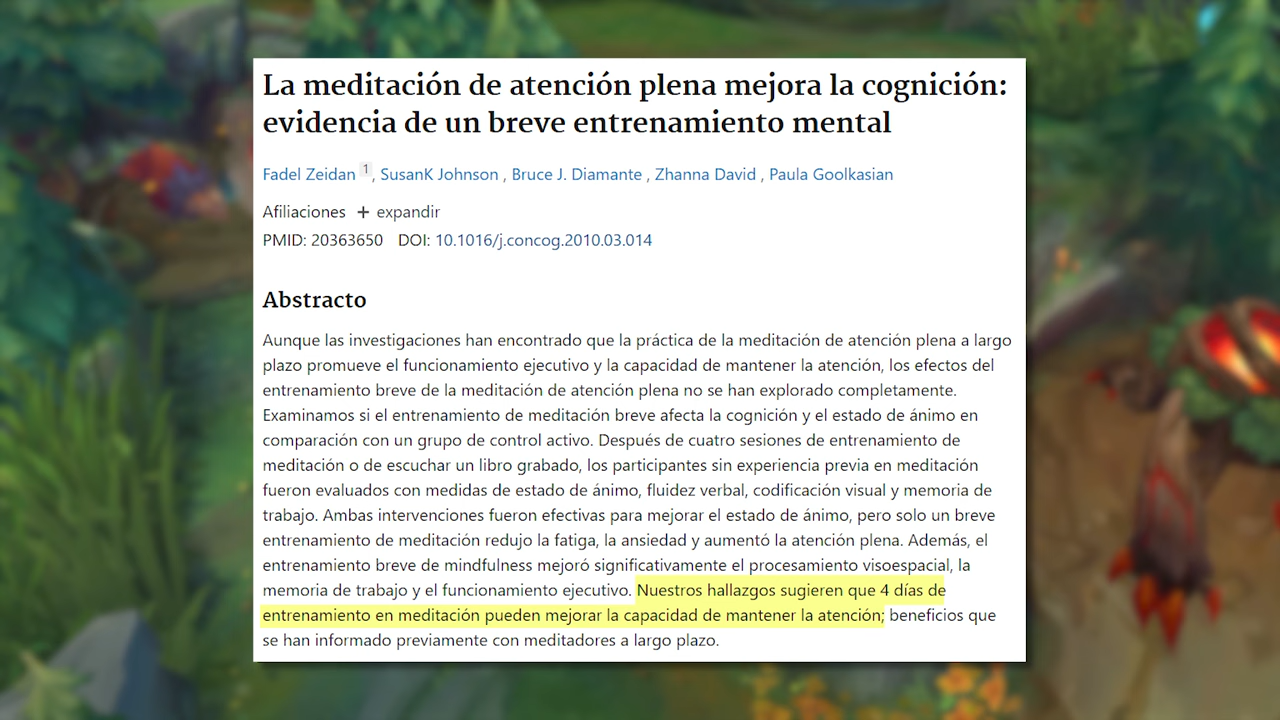 La meditación de atención plena mejora la cognición:
evidencia de un breve entrenamiento mental
Fadel Zeidan 1, SusanK Johnson , Bruce J. Diamante , Zhanna David , Paula Goolkasian
Afiliaciones + expandir
PMID: 20363650 DOI: 10.1016/j.concog.2010.03.014
Abstracto
Aunque las investigaciones han encontrado que la práctica de la meditación de atención plena a largo
plazo promueve el funcionamiento ejecutivo y la capacidad de mantener la atención, los efectos del
entrenamiento breve de la meditación de atención plena no se han explorado completamente.
Examinamos si el entrenamiento de meditación breve afecta la cognición y el estado de ánimo en
comparación con un grupo de control activo. Después de cuatro sesiones de entrenamiento de
meditación o de escuchar un libro grabado, los participantes sin experiencia previa en meditación
fueron evaluados con medidas de estado de ánimo, fluidez verbal, codificación visual y memoria de
trabajo. Ambas intervenciones fueron efectivas para mejorar el estado de ánimo, pero solo un breve
entrenamiento de meditación redujo la fatiga, la ansiedad y aumentó la atención plena. Además, el
entrenamiento breve de mindfulness mejoró significativamente el procesamiento visoespacial, la
memoria de trabajo y el funcionamiento ejecutivo. Nuestros hallazgos sugieren que 4 días de
entrenamiento en meditación pueden mejorar la capacidad de mantener la atención; beneficios que
se han informado previamente con meditadores a largo plazo.